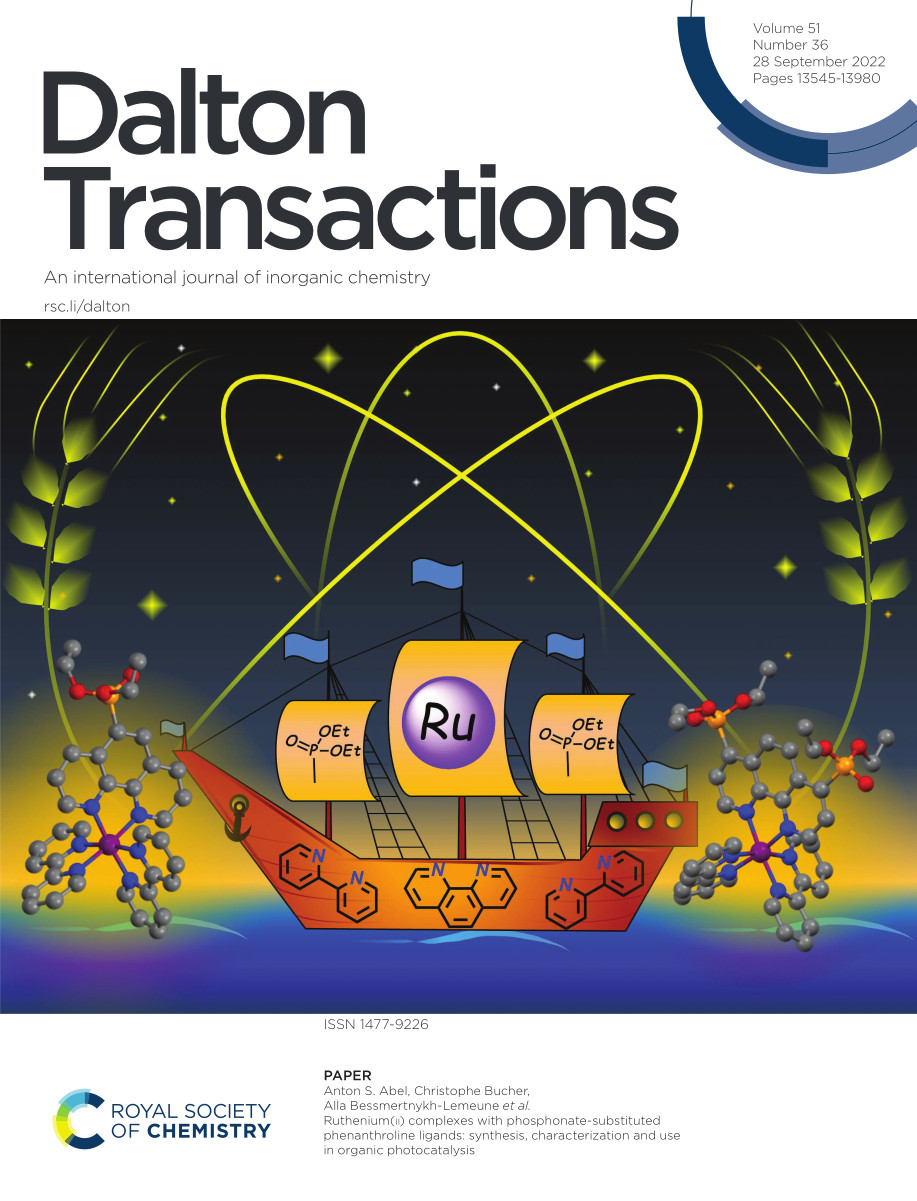 Volume 51
Number 36
28 September 2022
Pages 13545-13980
Dalton
Transactions
An international journal of inorganic chemistry
rsc.li/dalton
OEt
O=P-OEt
Ru
OEt
O=P-OEt
N
N
N
N
N
N
ISSN 1477-9226
PAPER
Anton S. Abel, Christophe Bucher,
Alla Bessmertnykh-Lemeune et al.
Ruthenium(II) complexes with phosphonate-substituted
phenanthroline ligands: synthesis, characterization and use
in organic photocatalysis
ROYAL SOCIETY
OF CHEMISTRY